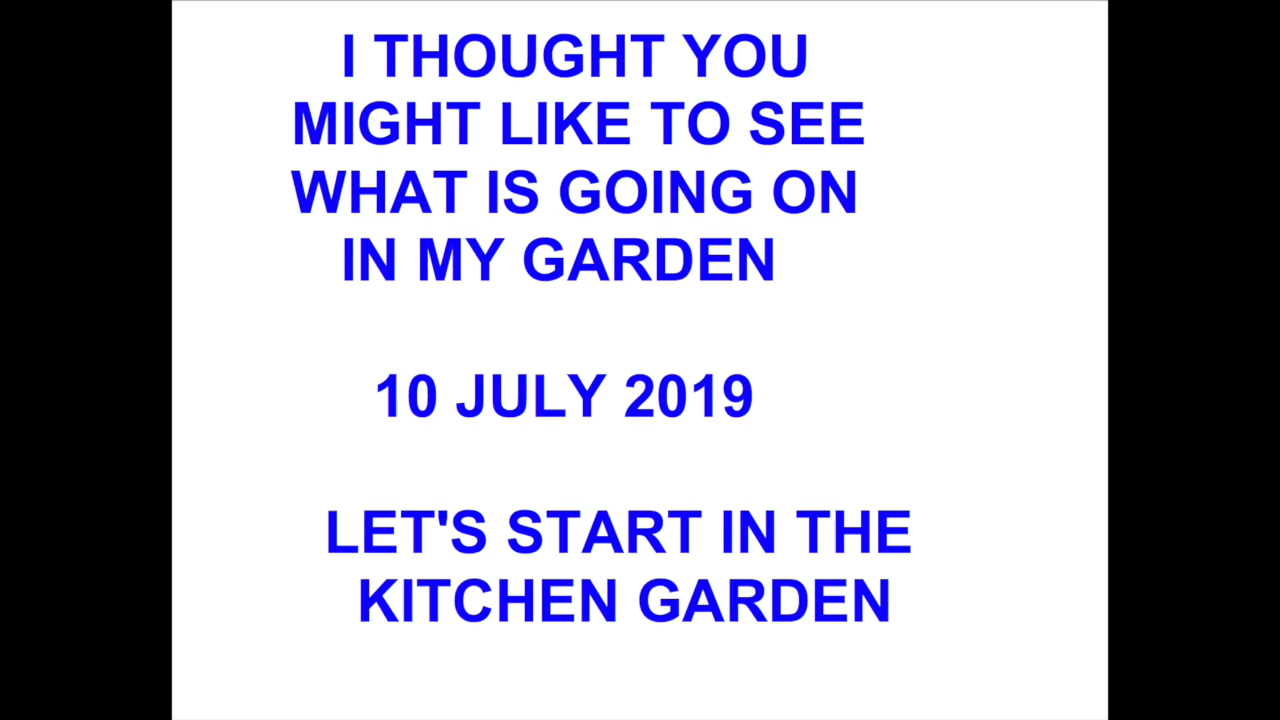 I THOUGHT YOU
MIGHT LIKE TO SEE
WHAT IS GOING ON
IN MY GARDEN
10 JULY 2019
LET'S START IN THE
KITCHEN GARDEN